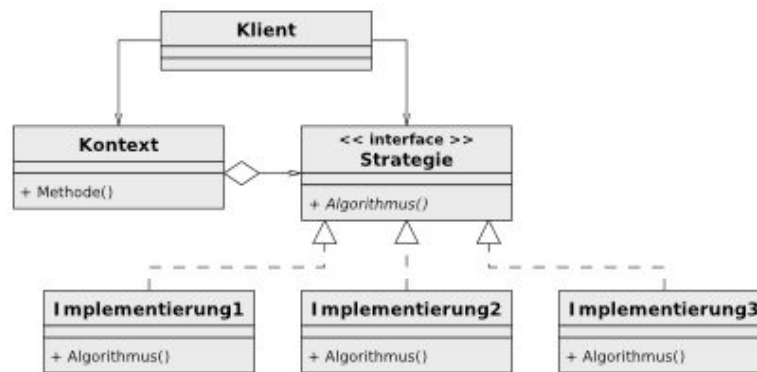 Klient
Kontext
+ Methode()
<< interface >>
Strategie
+ Algorithmus()
Implementierung1
+ Algorithmus()
Implementierung2
+ Algorithmus()
Implementierung3
+ Algorithmus()